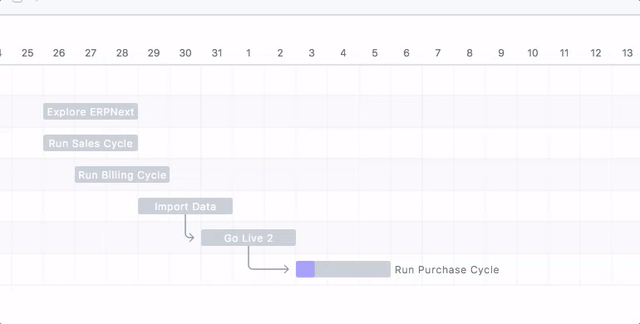 25 26 27 28 29 30 31 1 2 3 4 5 6 7 8 9 10 11 12 13
Explore ERPNext
Run Sales Cycle
Run Billing Cycle
Import Data
Go Live 2
Run Purchase Cycle